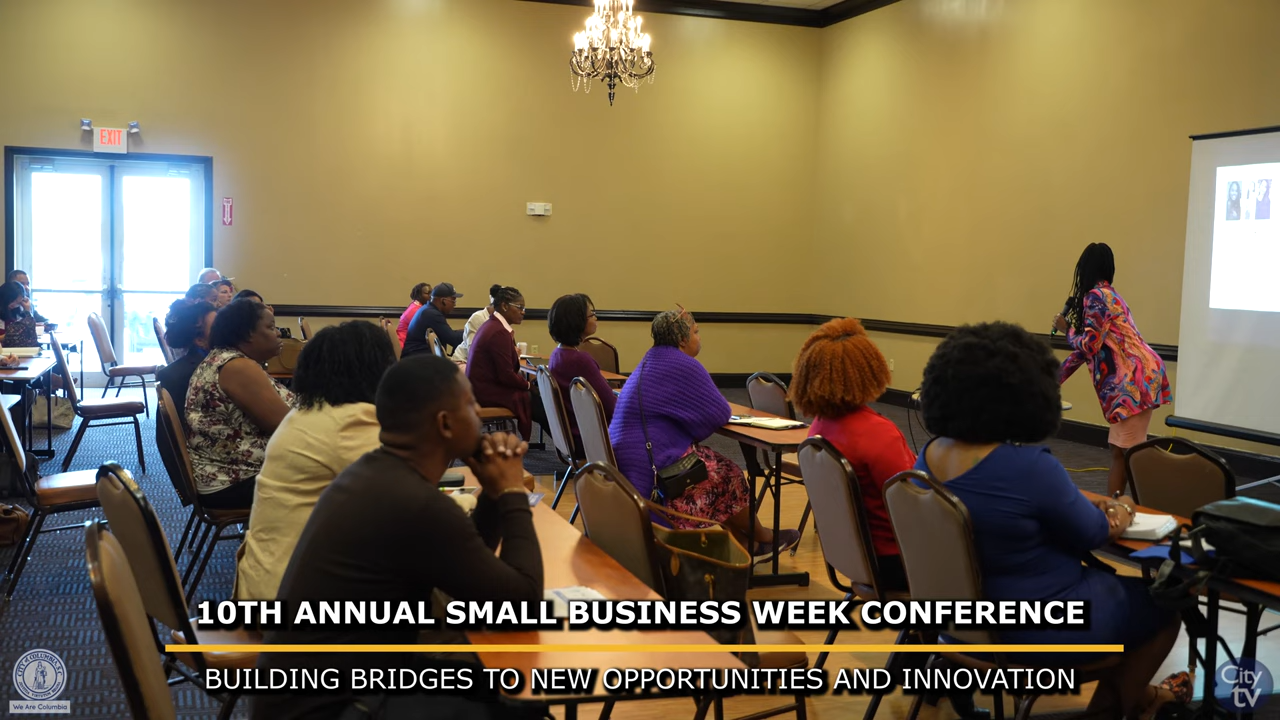 EXIT
10TH ANNUAL SMALL BUSINESS WEEK CONFERENCE
BUILDING BRIDGES TO NEW OPPORTUNITIES AND INNOVATION
We Are Columbia
City
tv